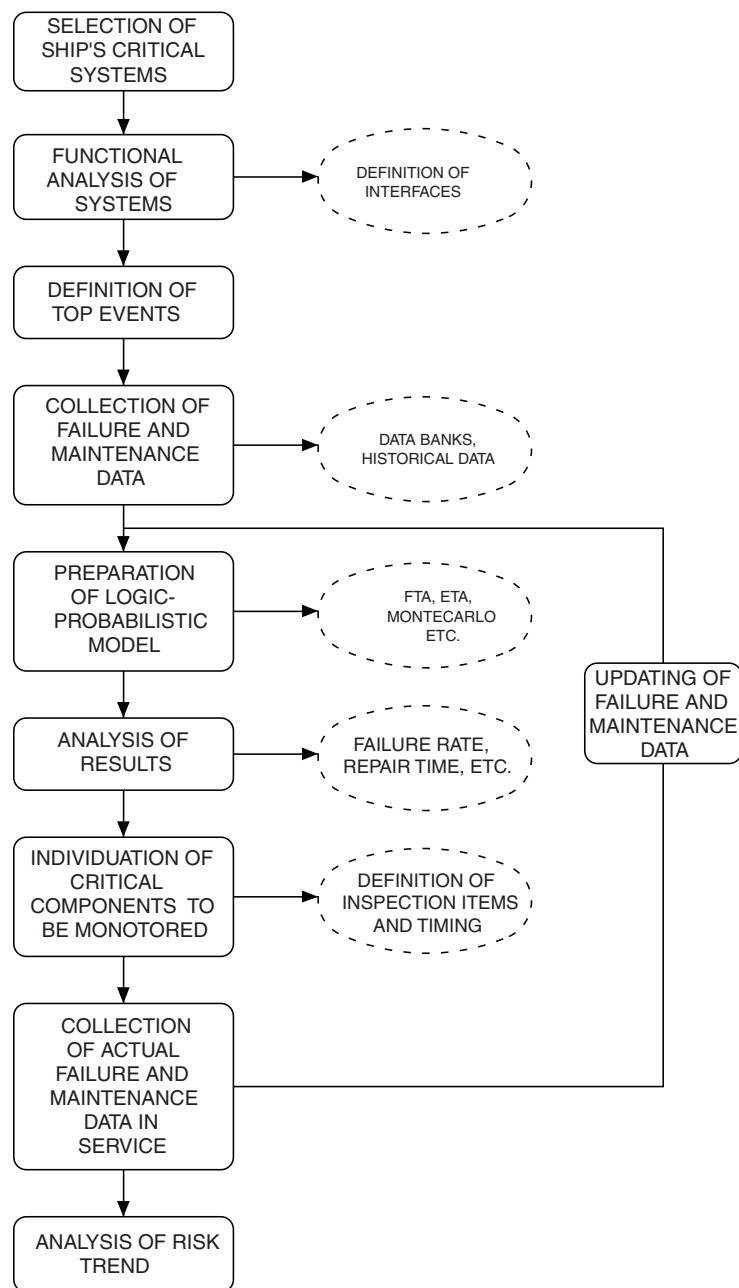 SELECTION OF
SHIP'S CRITICAL
SYSTEMS
FUNCTIONAL
ANALYSIS OF
SYSTEMS
DEFINITION OF
INTERFACES
DEFINITION OF
TOP EVENTS
COLLECTION OF
FAILURE AND
MAINTENANCE
DATA
DATA BANKS,
HISTORICAL DATA
PREPARATION
OF LOGIC-
PROBABILISTIC
MODEL
FTA, ETA,
MONTECARLO
ETC.
UPDATING OF
FAILURE AND
MAINTENANCE
DATA
ANALYSIS OF
RESULTS
FAILURE RATE,
REPAIR TIME, ETC.
INDIVIDUATION OF
CRITICAL
COMPONENTS TO
BE MONOTORED
DEFINITION OF
INSPECTION ITEMS
AND TIMING
COLLECTION
OF ACTUAL
FAILURE AND
MAINTENANCE
DATA IN
SERVICE
ANALYSIS OF RISK
TREND